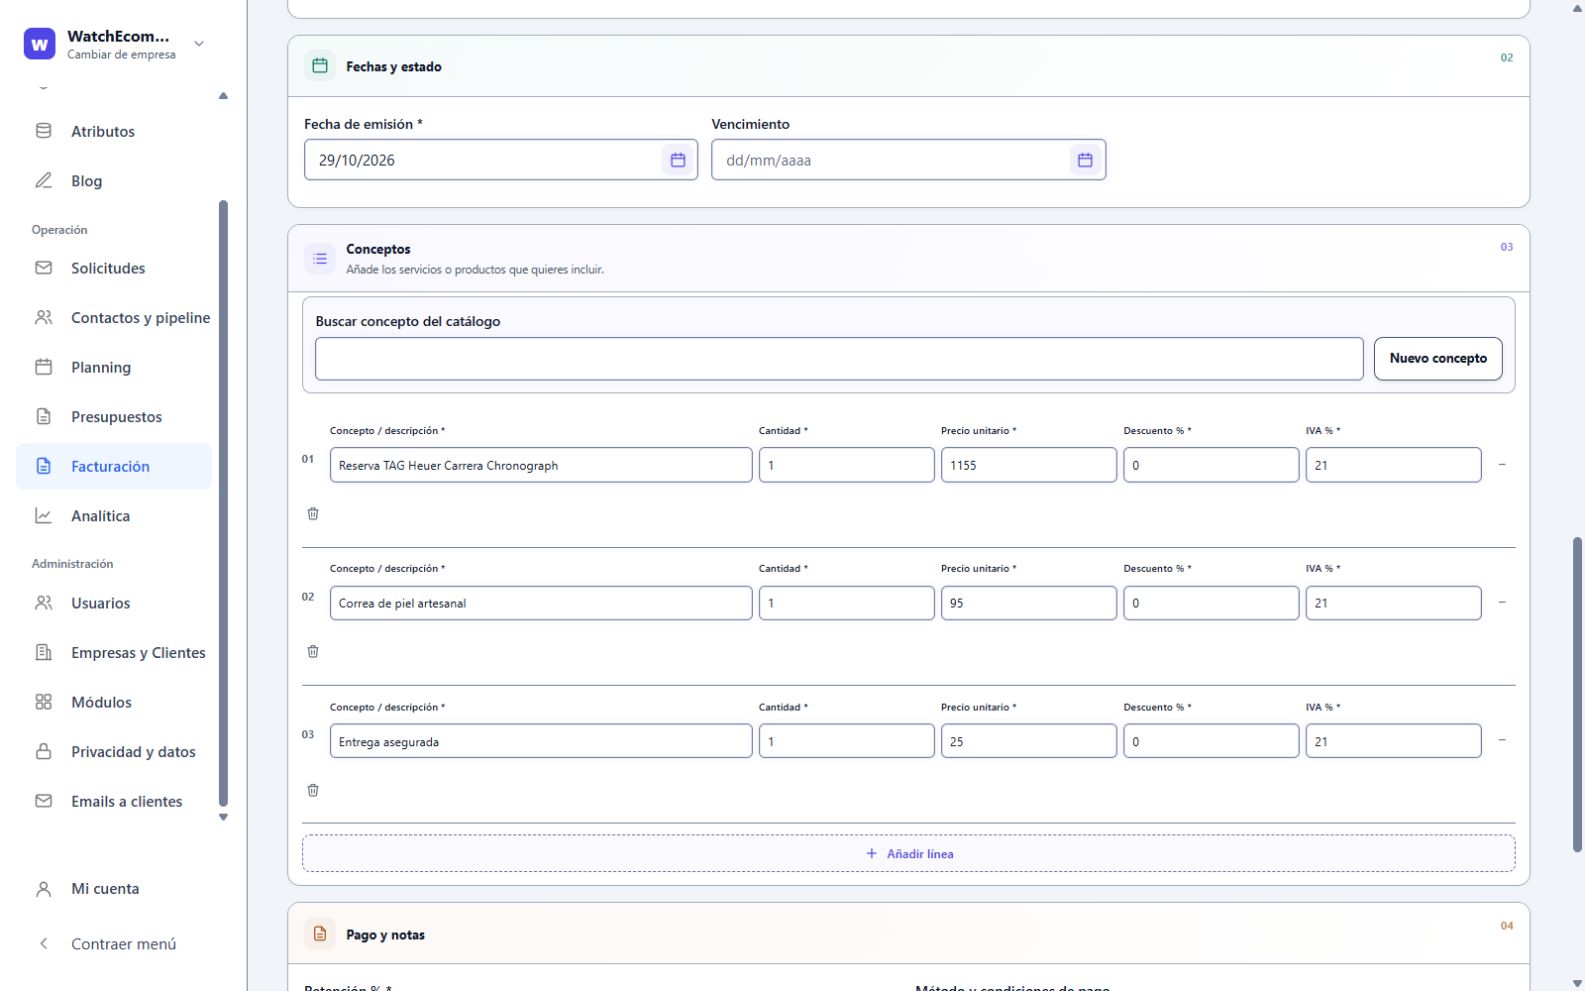 w
WatchEcom...
Cambiar de empresa
Atributos
Blog
Operación
Solicitudes
Contactos y pipeline
Planning
Presupuestos
Facturación
Analítica
Administración
Usuarios
Empresas y Clientes
Módulos
Privacidad y datos
Emails a clientes
Mi cuenta
Contraer menú
Fechas y estado
02
Fecha de emisión *
Vencimiento
29/10/2026
dd/mm/aaaa
Conceptos
03
Añade los servicios o productos que quieres incluir.
Buscar concepto del catálogo
Nuevo concepto
Concepto / descripción * Cantidad * Precio unitario * Descuento % * IVA % *
01 Reserva TAG Heuer Carrera Chronograph 1 1155 0 21 –
Concepto / descripción * Cantidad * Precio unitario * Descuento % * IVA % *
02 Correa de piel artesanal 1 95 0 21 –
Concepto / descripción * Cantidad * Precio unitario * Descuento % * IVA % *
03 Entrega asegurada 1 25 0 21 –
+ Añadir línea
Pago y notas
04
Retención % *
Método y condiciones de pago